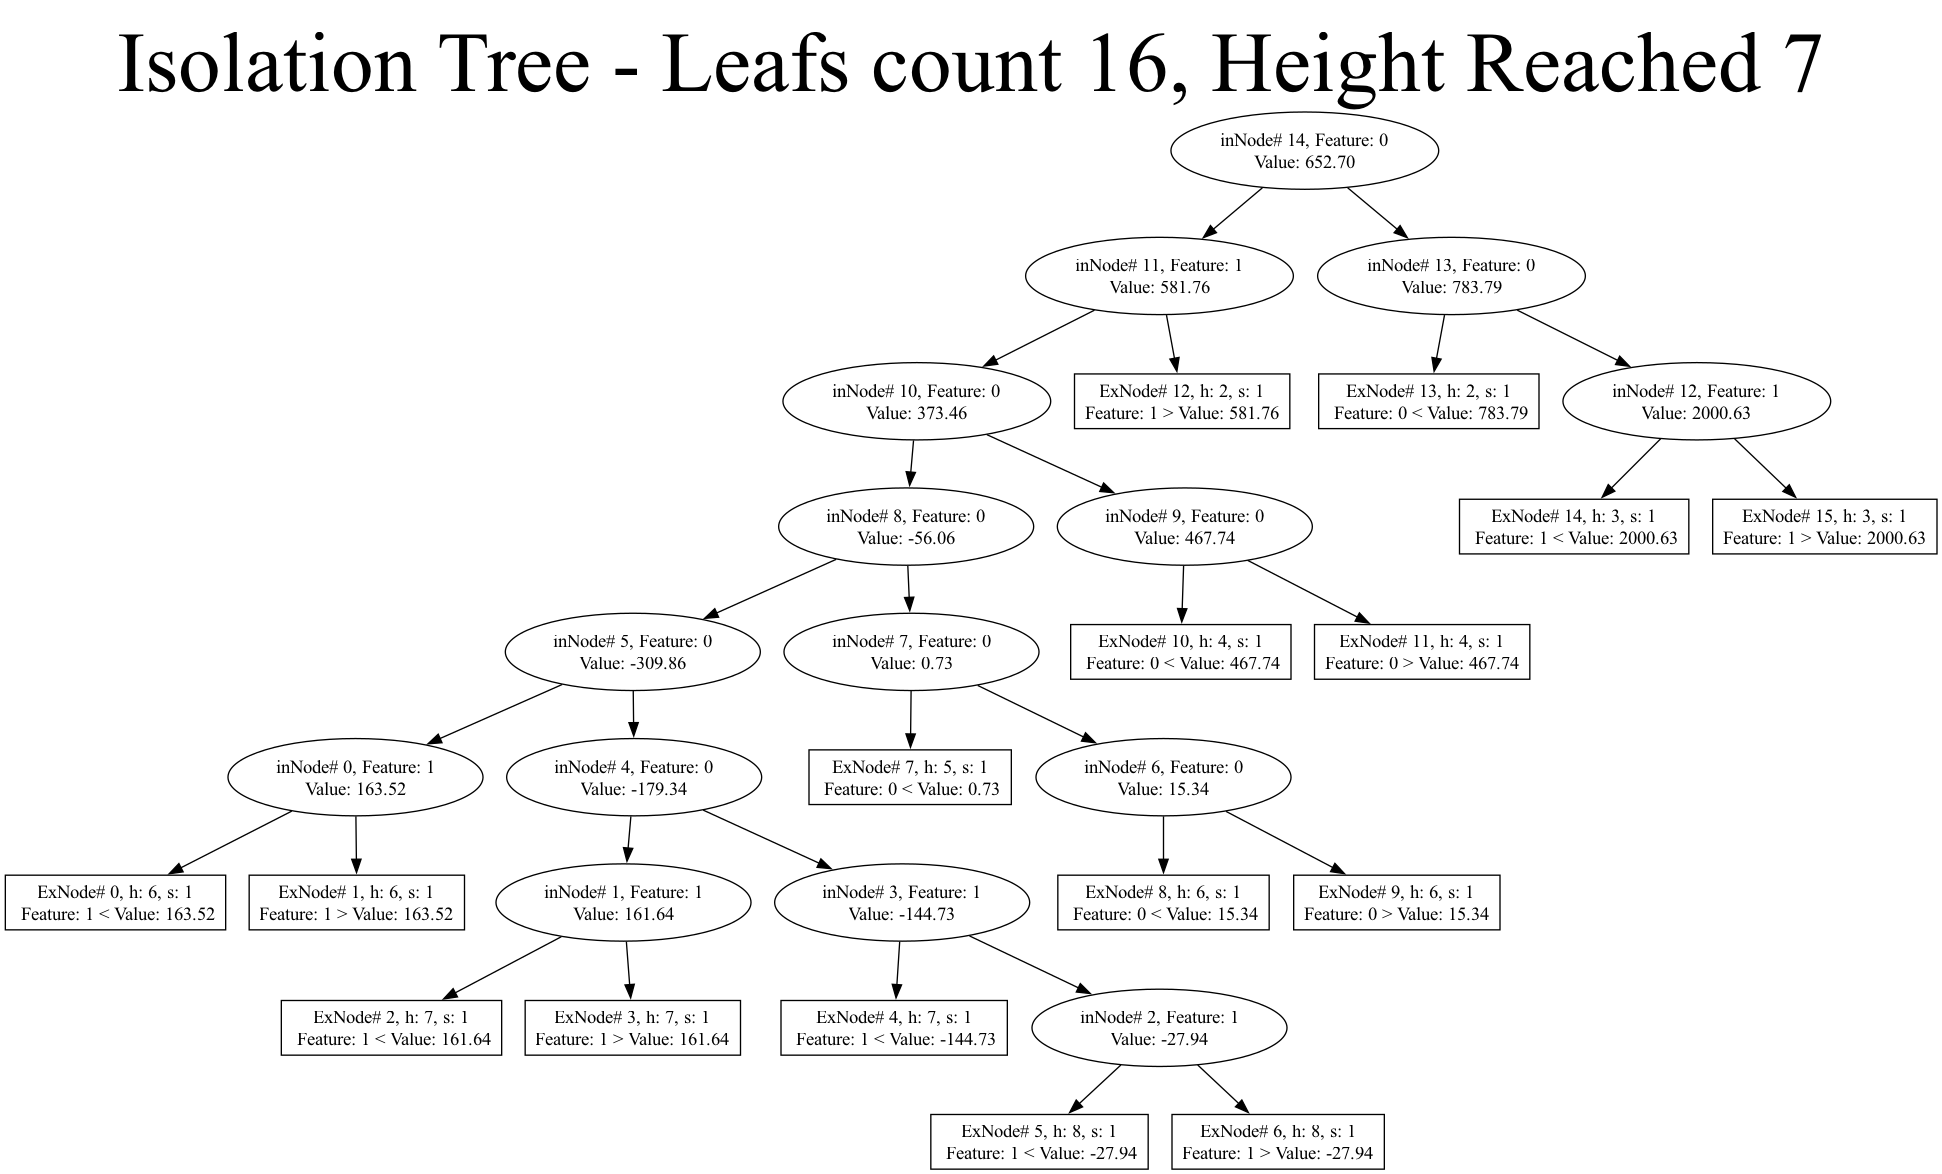 Isolation Tree - Leafs count 16, Height Reached 7
inNode# 14, Feature: 0
Value: 652.70
inNode# 11, Feature: 1
Value: 581.76
inNode# 13, Feature: 0
Value: 783.79
inNode# 10, Feature: 0
Value: 373.46
ExNode# 12, h: 2, s: 1
Feature: 1 > Value: 581.76
ExNode# 13, h: 2, s: 1
Feature: 0 < Value: 783.79
inNode# 12, Feature: 1
Value: 2000.63
inNode# 8, Feature: 0
Value: -56.06
inNode# 9, Feature: 0
Value: 467.74
ExNode# 14, h: 3, s: 1
Feature: 1 < Value: 2000.63
ExNode# 15, h: 3, s: 1
Feature: 1 > Value: 2000.63
inNode# 5, Feature: 0
Value: -309.86
inNode# 7, Feature: 0
Value: 0.73
ExNode# 10, h: 4, s: 1
Feature: 0 < Value: 467.74
ExNode# 11, h: 4, s: 1
Feature: 0 > Value: 467.74
inNode# 0, Feature: 1
Value: 163.52
inNode# 4, Feature: 0
Value: -179.34
ExNode# 7, h: 5, s: 1
Feature: 0 < Value: 0.73
inNode# 6, Feature: 0
Value: 15.34
ExNode# 0, h: 6, s: 1
Feature: 1 < Value: 163.52
ExNode# 1, h: 6, s: 1
Feature: 1 > Value: 163.52
inNode# 1, Feature: 1
Value: 161.64
inNode# 3, Feature: 1
Value: -144.73
ExNode# 8, h: 6, s: 1
Feature: 0 < Value: 15.34
ExNode# 9, h: 6, s: 1
Feature: 0 > Value: 15.34
ExNode# 2, h: 7, s: 1
Feature: 1 < Value: 161.64
ExNode# 3, h: 7, s: 1
Feature: 1 > Value: 161.64
ExNode# 4, h: 7, s: 1
Feature: 1 < Value: -144.73
inNode# 2, Feature: 1
Value: -27.94
ExNode# 5, h: 8, s: 1
Feature: 1 < Value: -27.94
ExNode# 6, h: 8, s: 1
Feature: 1 > Value: -27.94